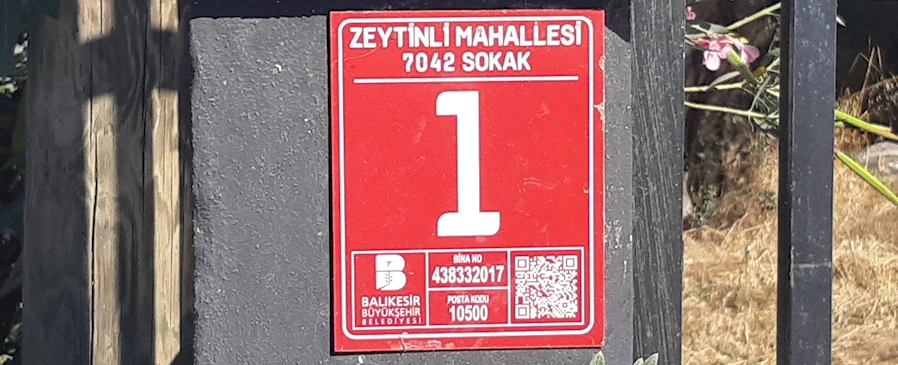 ZEYTİNLİ MAHALLESİ
7042 SOKAK
1
BALIKESİR
BÜYÜKŞEHİR
BELEDİYESİ
BİNA NO
438332017
POSTA KODU
10500